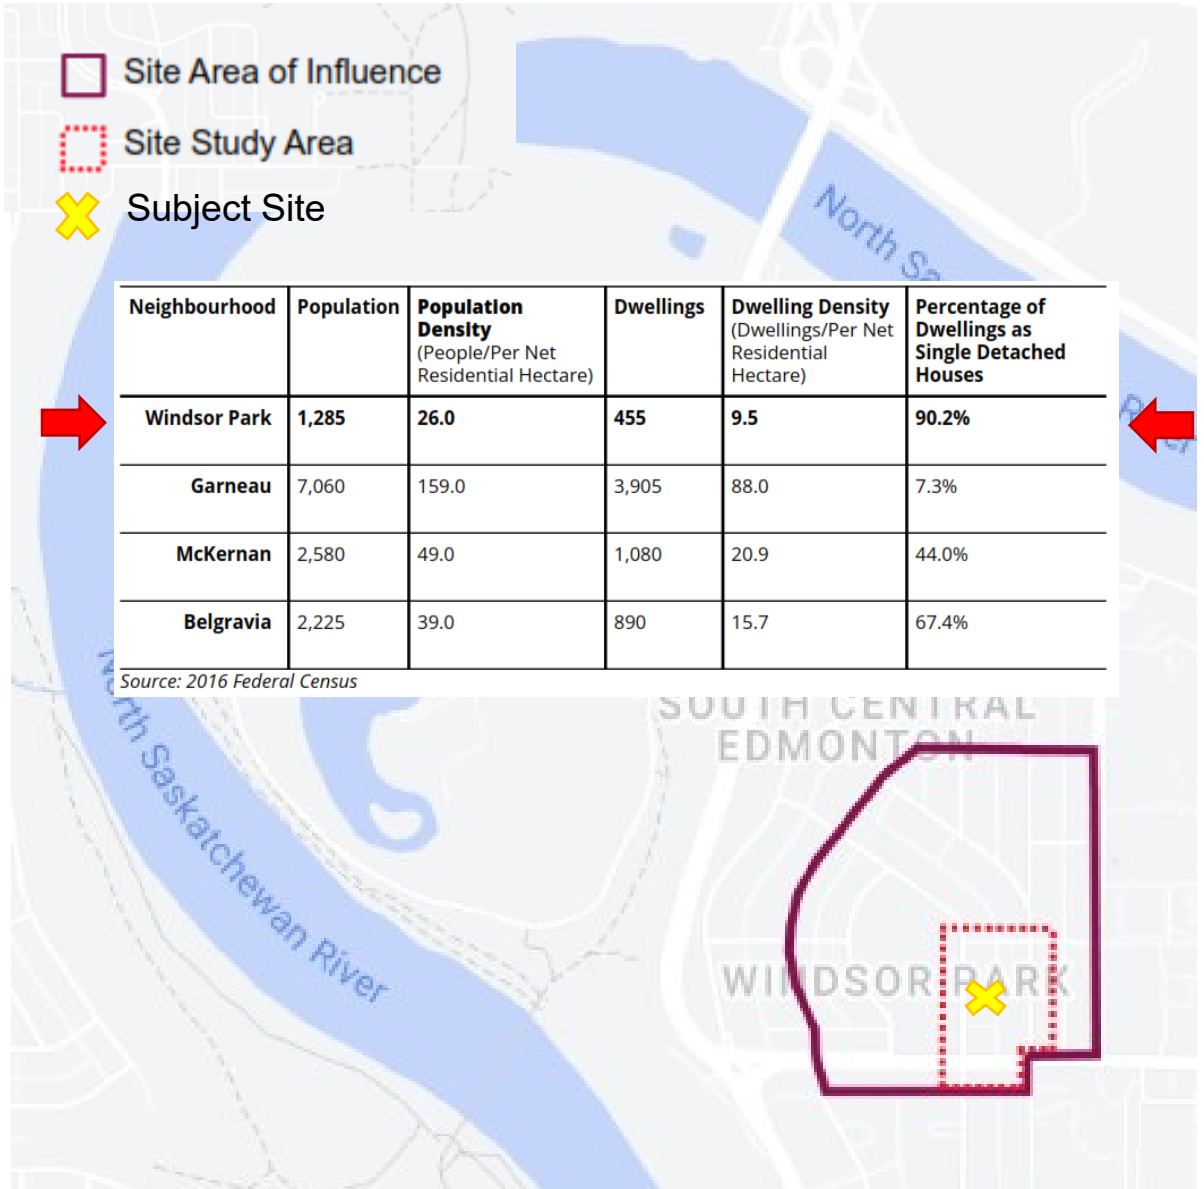 Site Area of Influence
Site Study Area
Subject Site
North Sa
Neighbourhood Population Population Density (People/Per Net Residential Hectare) Dwellings Dwelling Density (Dwellings/Per Net Residential Hectare) Percentage of Dwellings as Single Detached Houses
Windsor Park 1,285 26.0 455 9.5 90.2%
Garneau 7,060 159.0 3,905 88.0 7.3%
McKernan 2,580 49.0 1,080 20.9 44.0%
Belgravia 2,225 39.0 890 15.7 67.4%
Source: 2016 Federal Census
North Saskatchewan River
SOUTH CENTRAL
EDMONTON
WINDSOR PARK